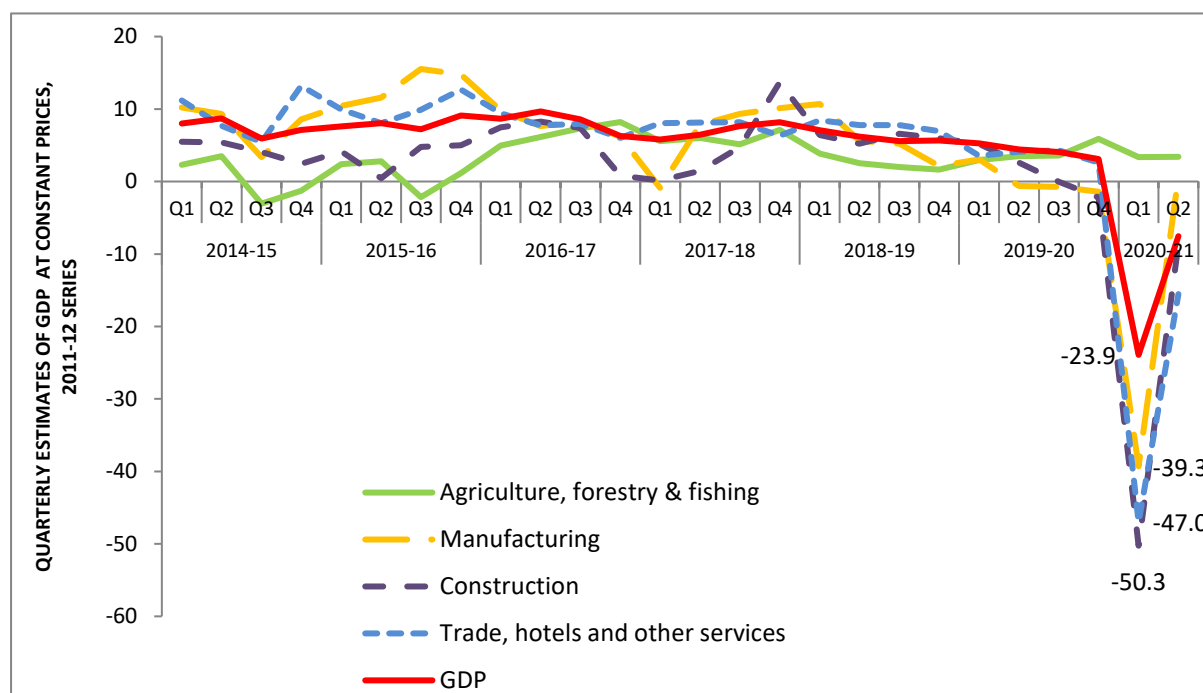 QUARTERLY ESTIMATES OF GDP AT CONSTANT PRICES,
2011-12 SERIES
20
10
0
-10
-20
-30
-40
-50
-60
Q1 Q2 Q3 Q4 Q1 Q2 Q3 Q4 Q1 Q2 Q3 Q4 Q1 Q2 Q3 Q4 Q1 Q2 Q3 Q4 Q1 Q2 Q3 Q4 Q1 Q2
2014-15 2015-16 2016-17 2017-18 2018-19 2019-20 2020-21
-23.9
-39.3
-47.0
-50.3
Agriculture, forestry & fishing
Manufacturing
Construction
Trade, hotels and other services
GDP